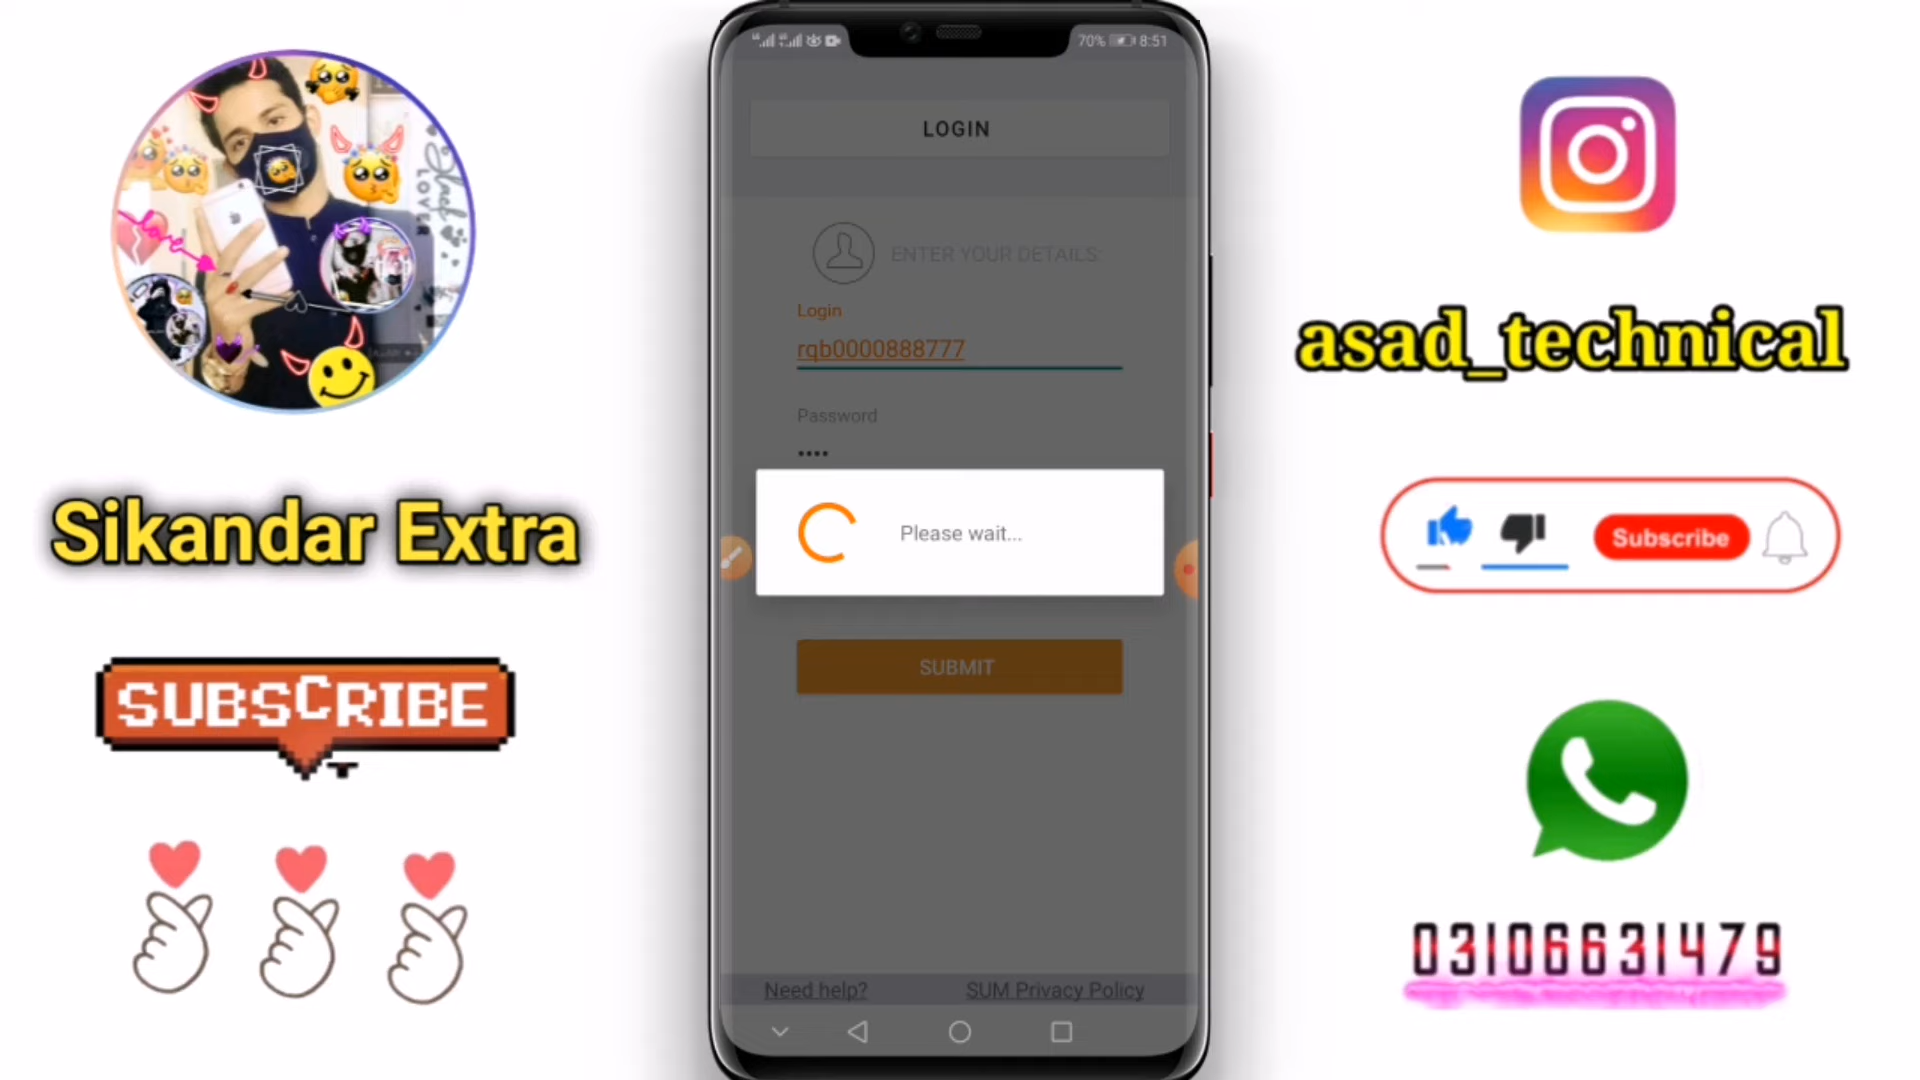 70% 8:51
LOGIN
ENTER YOUR DETAILS:
Login
rqb0000888777
Password
••••
Please wait...
SUBMIT
Need help?
SUM Privacy Policy
LOVER
Sikandar Extra
SUBSCRIBE
asad_technical
Subscribe
03106631479